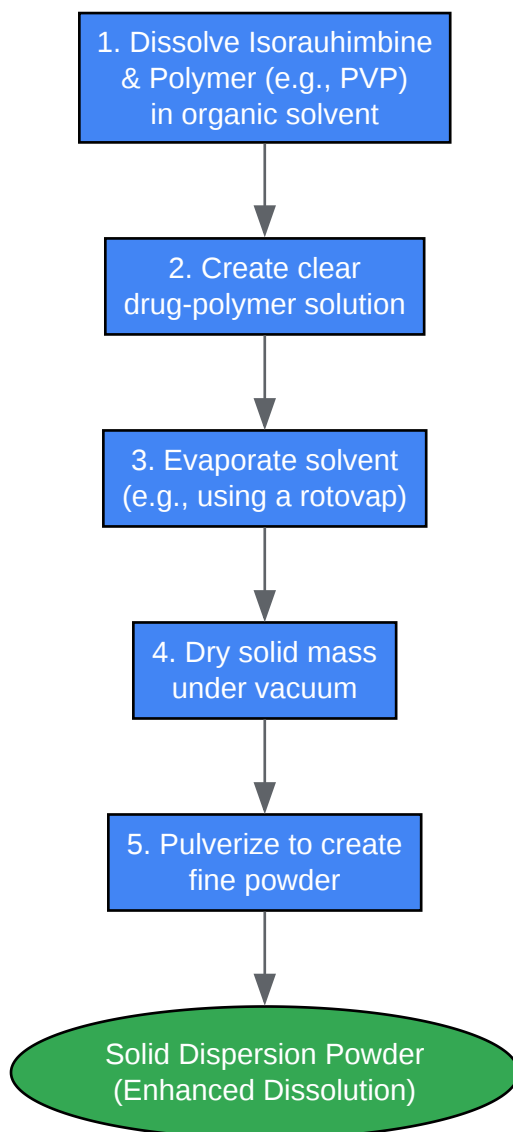 1. Dissolve Isorauhimbine
& Polymer (e.g., PVP)
in organic solvent
2. Create clear
drug-polymer solution
3. Evaporate solvent
(e.g., using a rotovap)
4. Dry solid mass
under vacuum
5. Pulverize to create
fine powder
Solid Dispersion Powder
(Enhanced Dissolution)